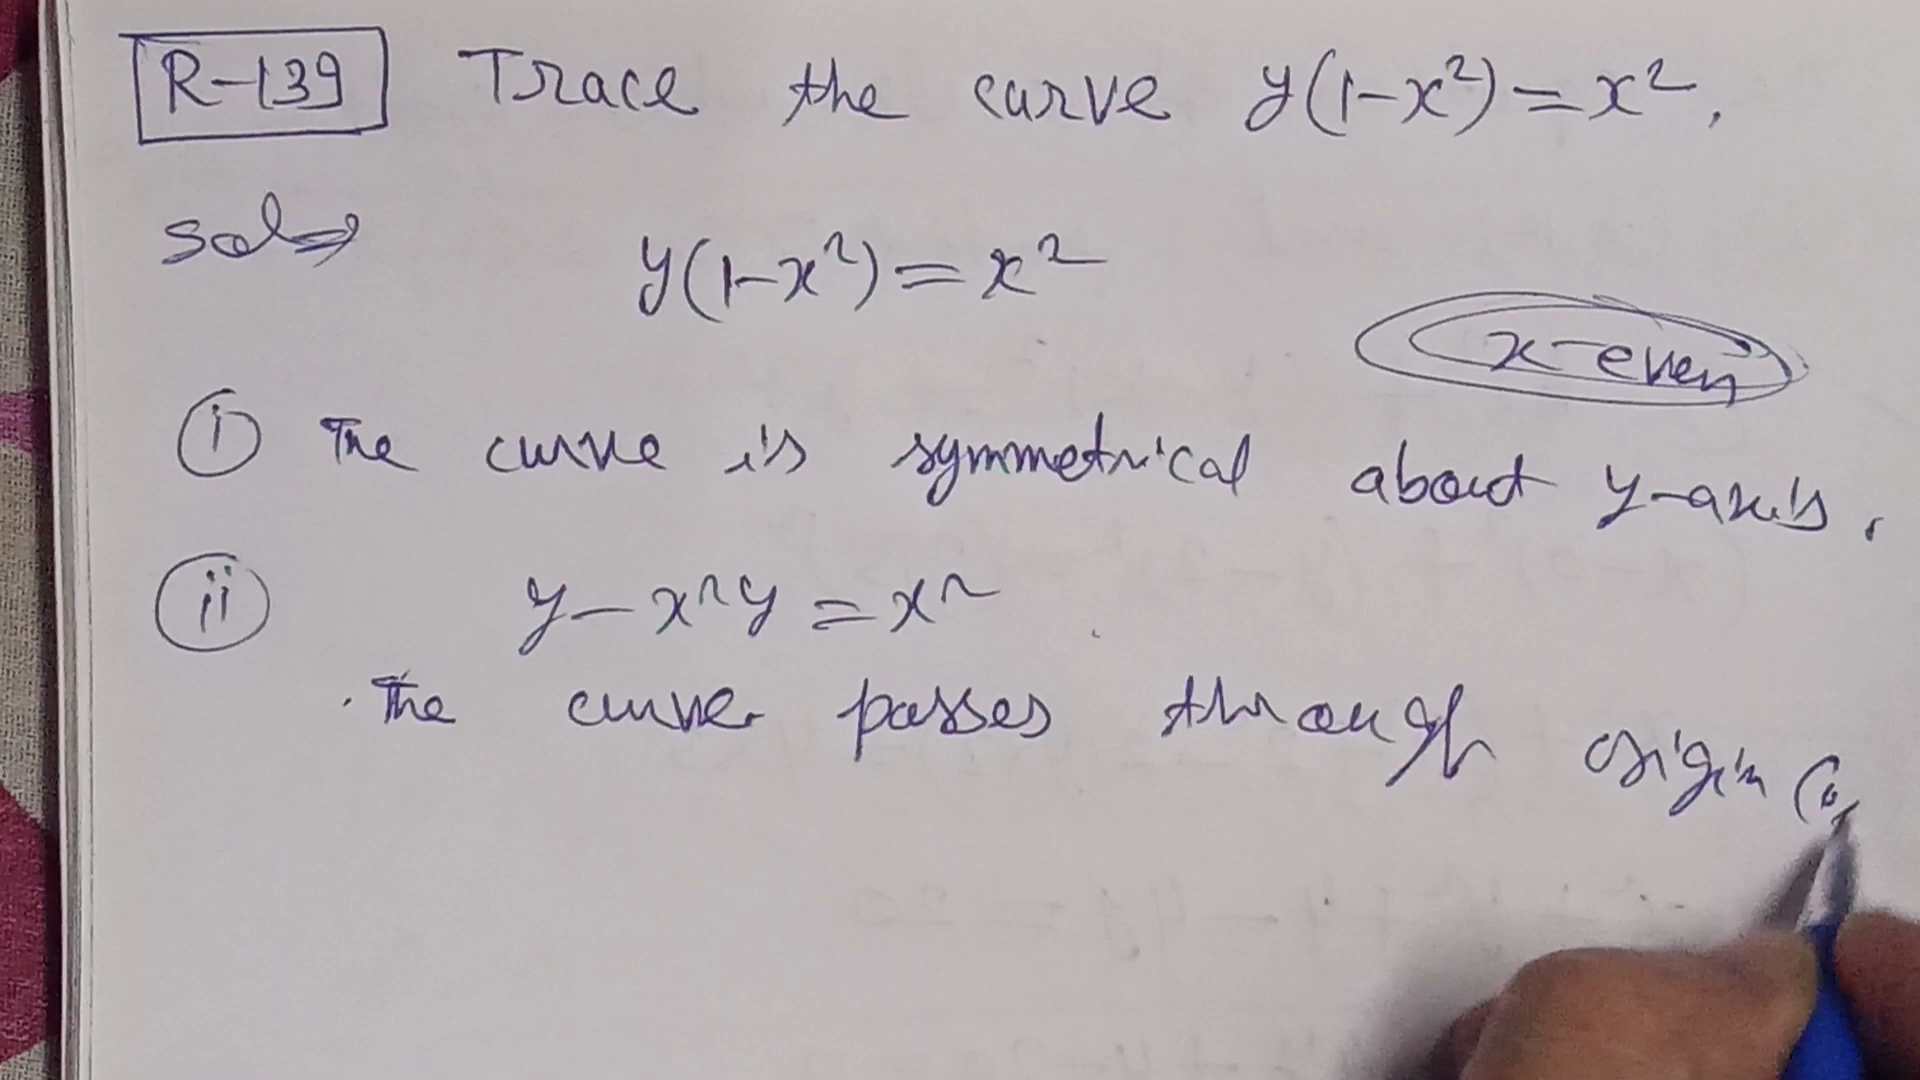 R-139 Trace the curve y(1-x²)=x².
sol⇒
y(1-x²)=x²
x-even
(i) The curve is symmetrical about y-axis.
(ii) y-x²y=x²
The curve passes through origin (0,